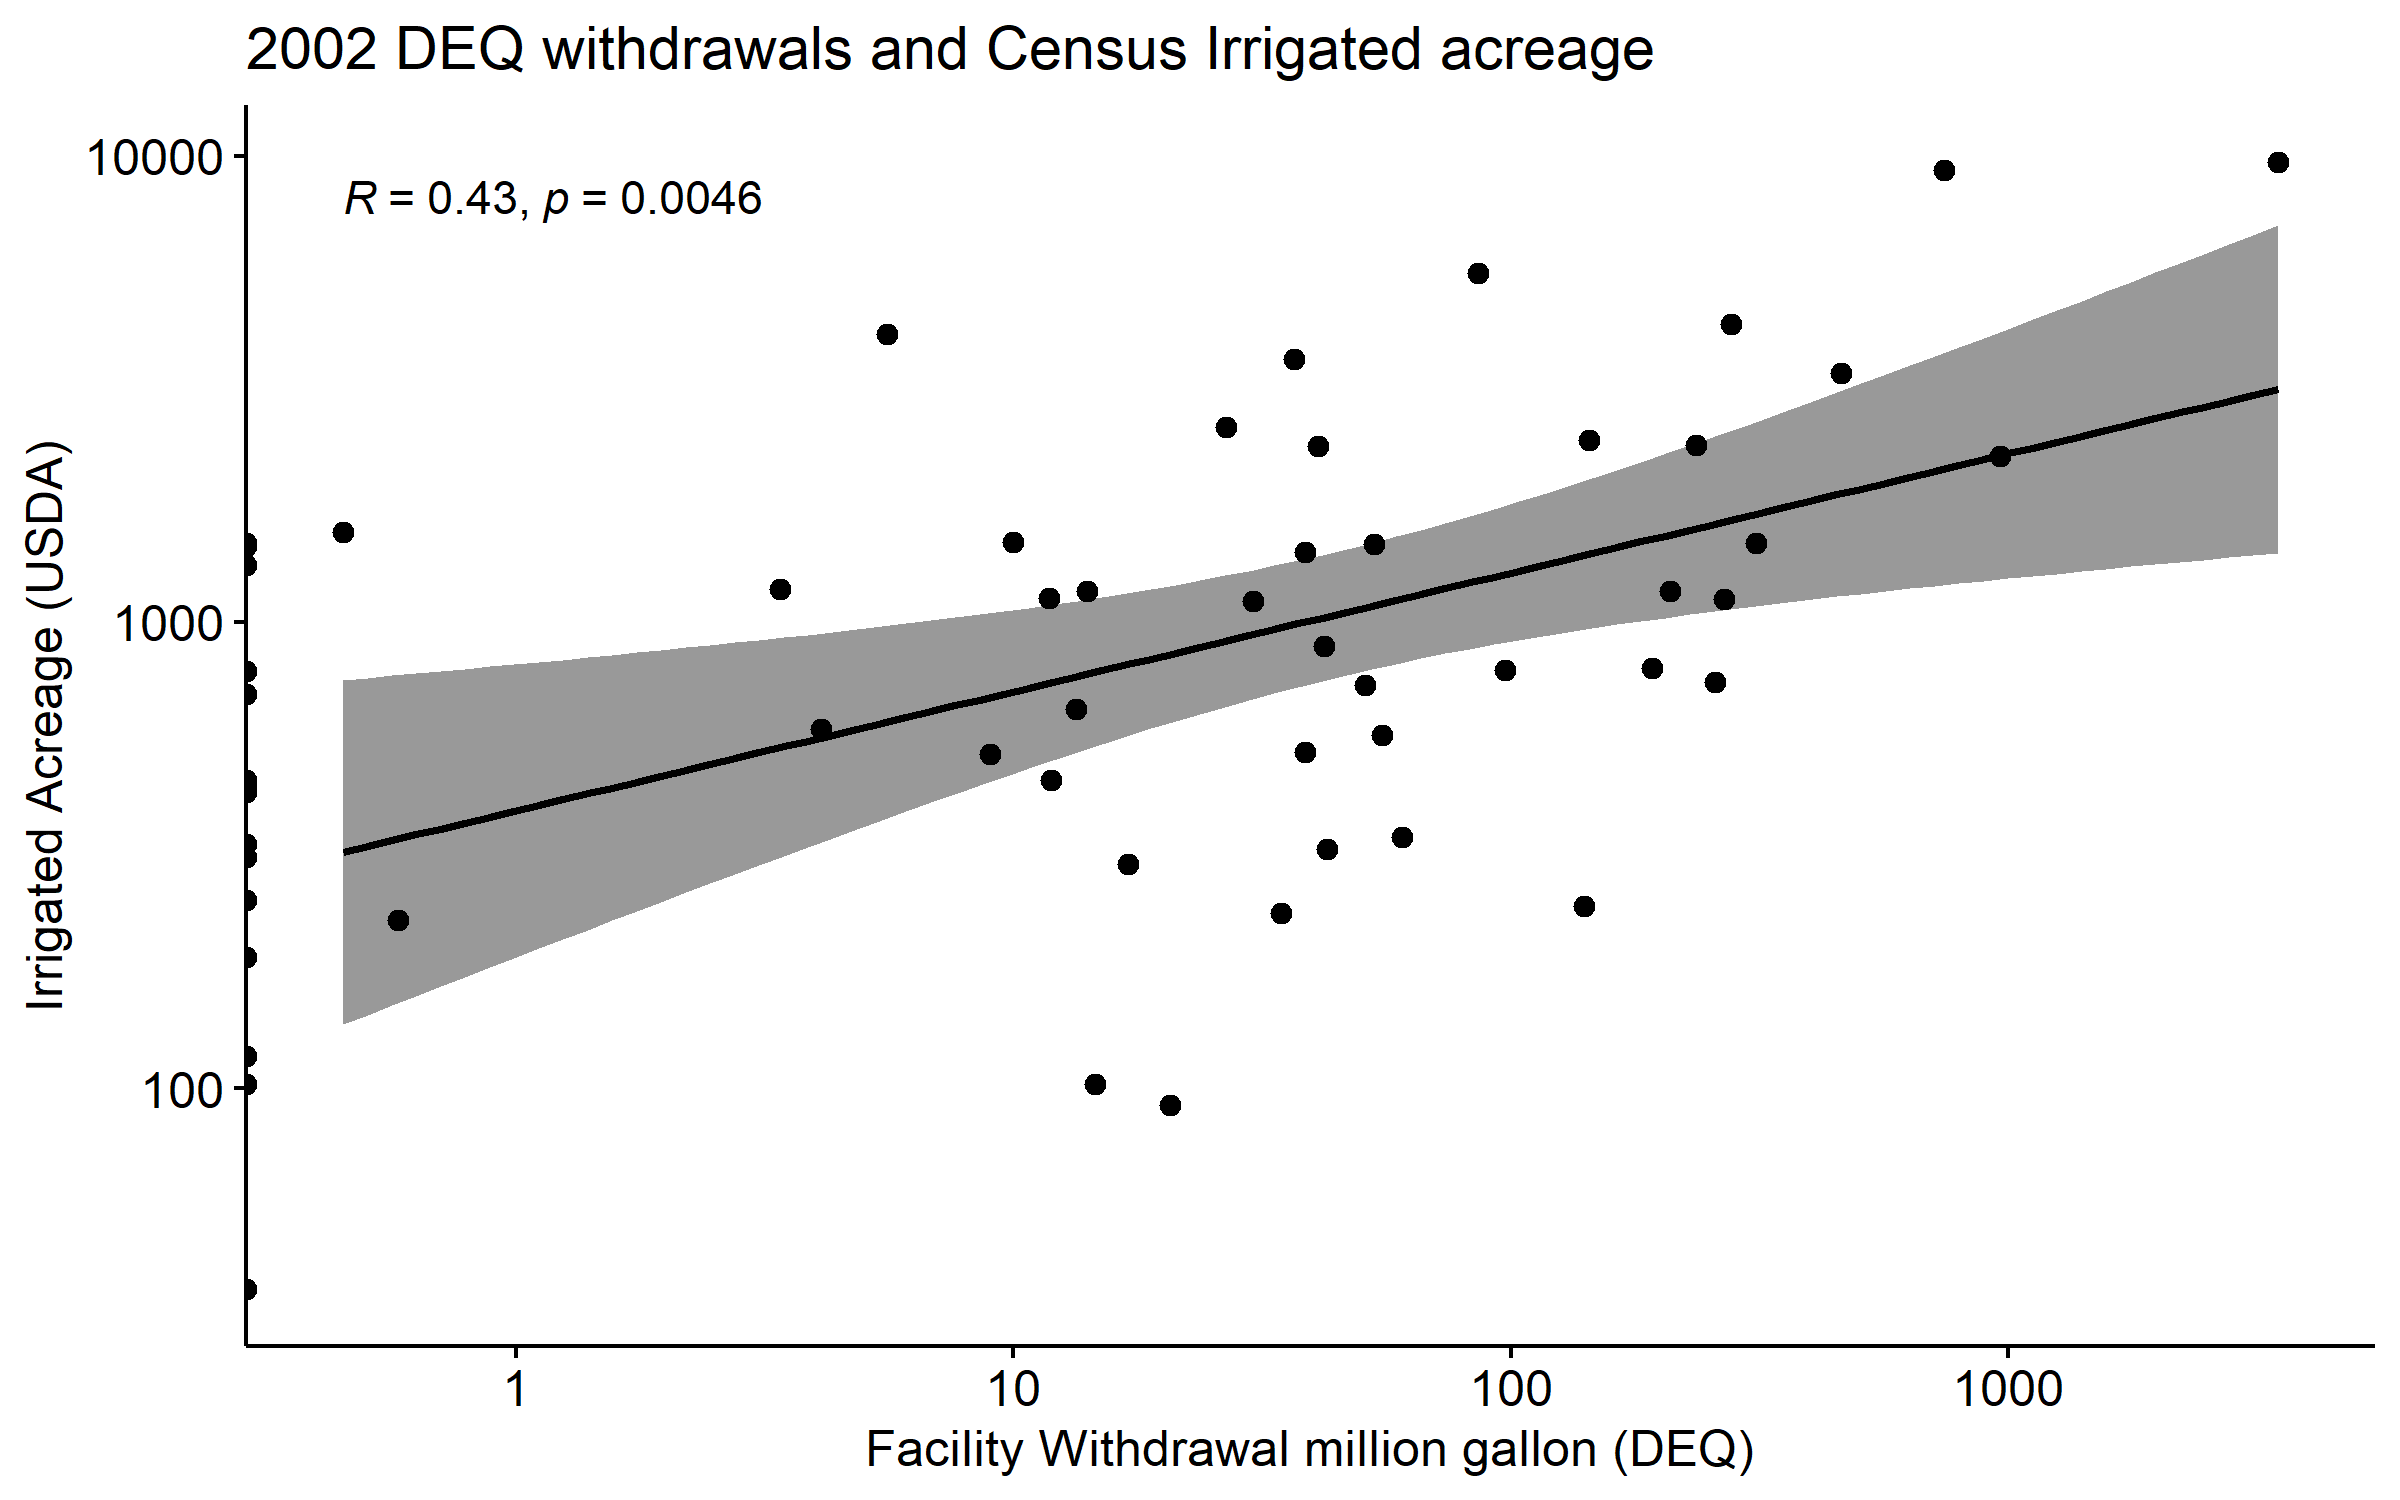 2002 DEQ withdrawals and Census Irrigated acreage
10000
R = 0.43, p = 0.0046
1000
100
Irrigated Acreage (USDA)
1 10 100 1000
Facility Withdrawal million gallon (DEQ)